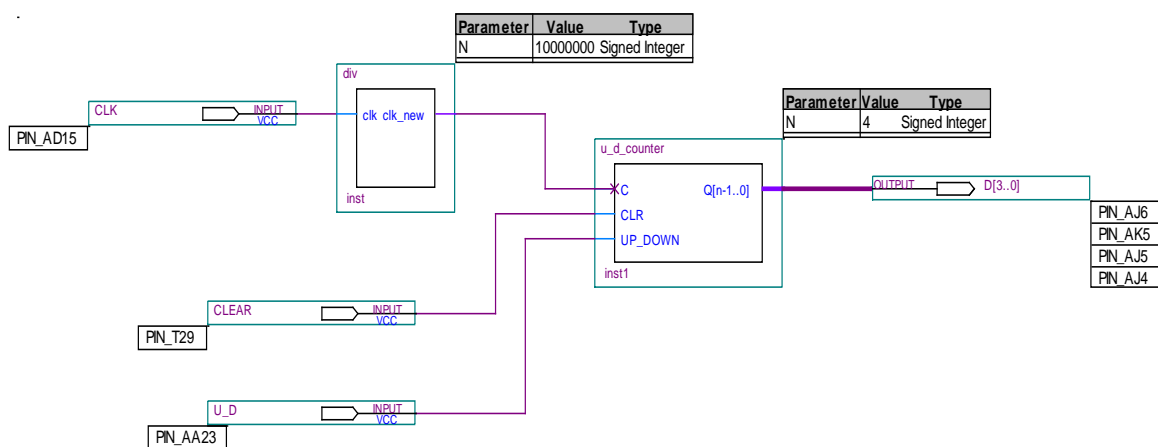 Parameter Value Type
N 10000000 Signed Integer
div
CLK INPUT VCC
PIN_AD15
clk clk_new
inst
Parameter Value Type
N 4 Signed Integer
u_d_counter
C Q[n-1..0]
CLR
UP_DOWN
inst1
OUTPUT D[3..0]
PIN_AJ6
PIN_AK5
PIN_AJ5
PIN_AJ4
CLEAR INPUT VCC
PIN_T29
U_D INPUT VCC
PIN_AA23